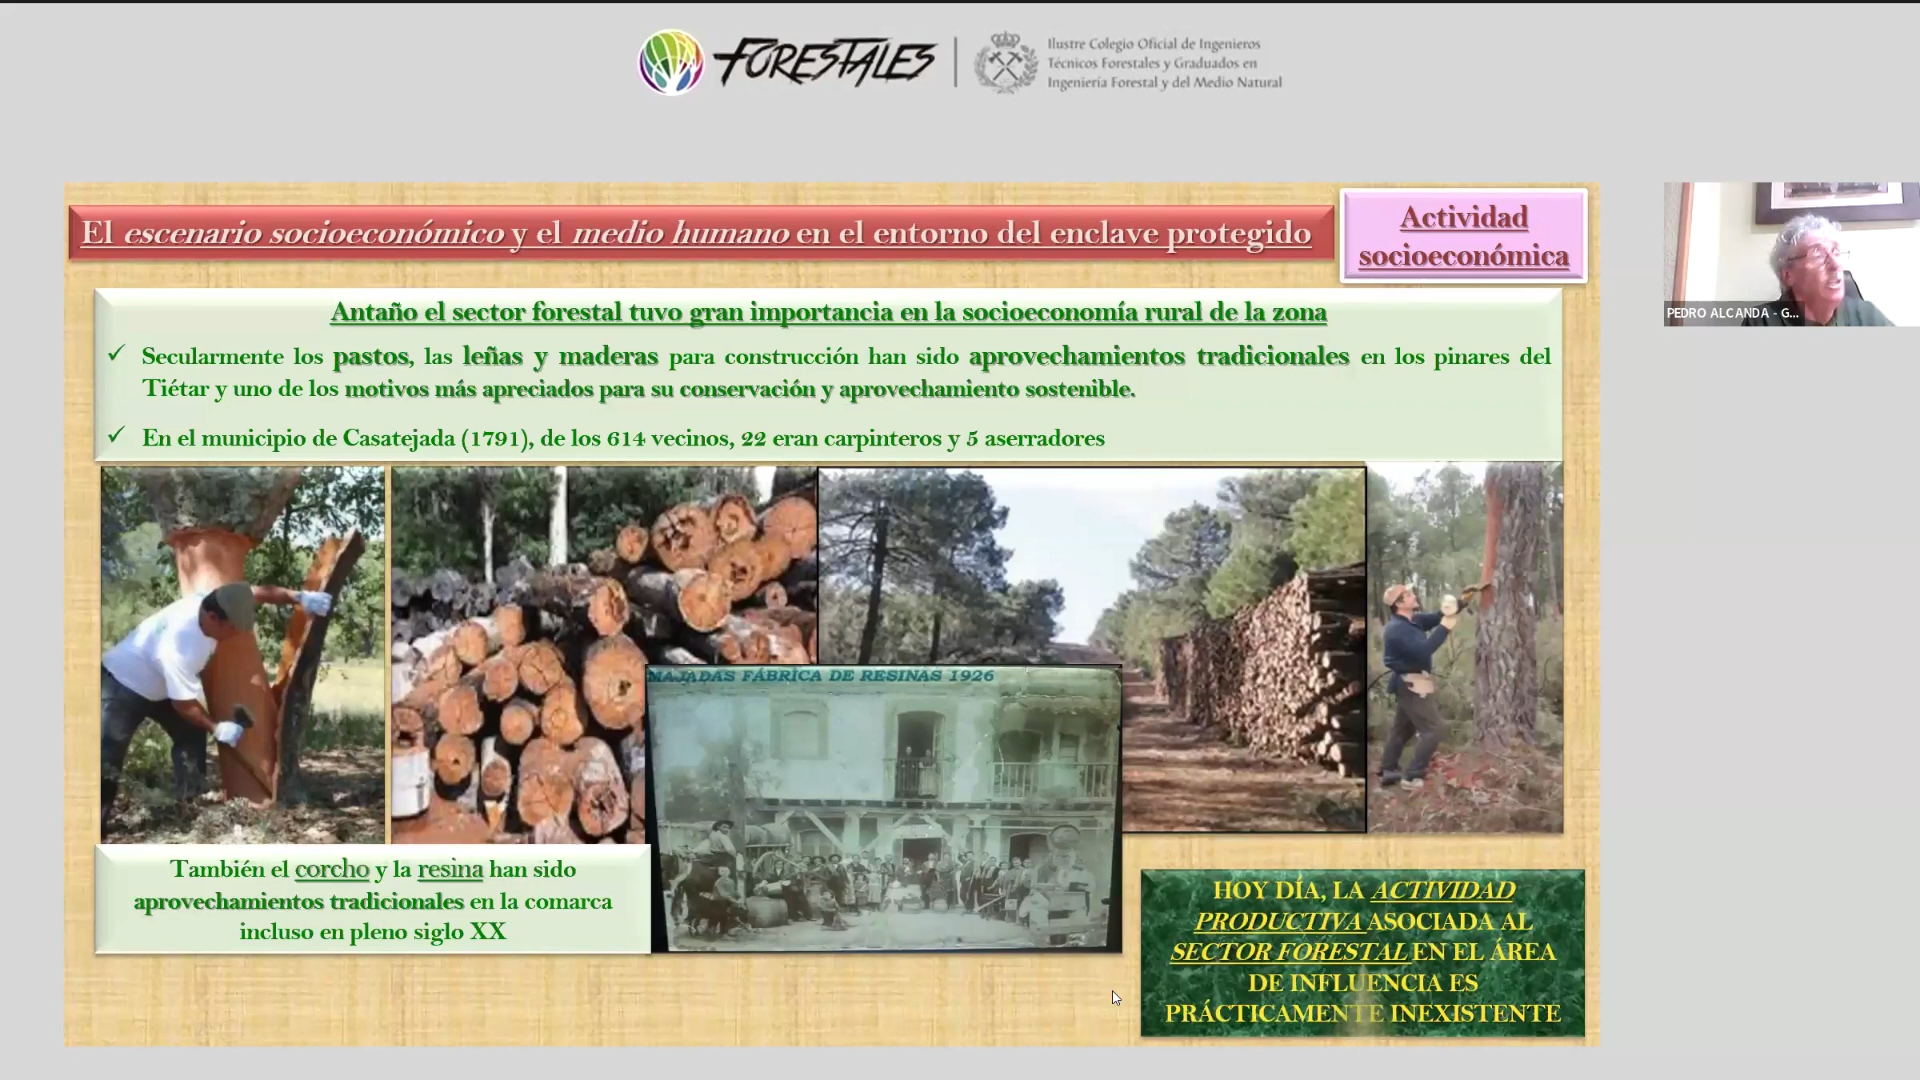 FORESTALES
Ilustre Colegio Oficial de Ingenieros
Técnicos Forestales y Graduados en
Ingeniería Forestal y del Medio Natural
El escenario socioeconómico y el medio humano en el entorno del enclave protegido
Actividad
socioeconómica
Antaño el sector forestal tuvo gran importancia en la socioeconomía rural de la zona
✓ Secularmente los pastos, las leñas y maderas para construcción han sido aprovechamientos tradicionales en los pinares del
Tiétar y uno de los motivos más apreciados para su conservación y aprovechamiento sostenible.
✓ En el municipio de Casatejada (1791), de los 614 vecinos, 22 eran carpinteros y 5 aserradores
MAJADAS FÁBRICA DE RESINAS 1926
También el corcho y la resina han sido
aprovechamientos tradicionales en la comarca
incluso en pleno siglo XX
HOY DÍA, LA ACTIVIDAD
PRODUCTIVA ASOCIADA AL
SECTOR FORESTAL EN EL ÁREA
DE INFLUENCIA ES
PRÁCTICAMENTE INEXISTENTE
PEDRO ALCANDA - G...